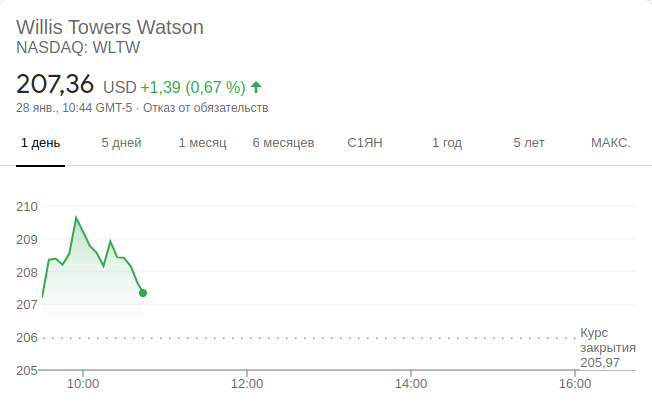 Willis Towers Watson
NASDAQ: WLTW
207,36 USD +1,39 (0,67 %)
28 янв., 10:44 GMT-5 · Отказ от обязательств
1 день 5 дней 1 месяц 6 месяцев С1ЯН 1 год 5 лет МАКС.
210
209
208
207
206
Курс
закрытия
205,97
205
10:00 12:00 14:00 16:00